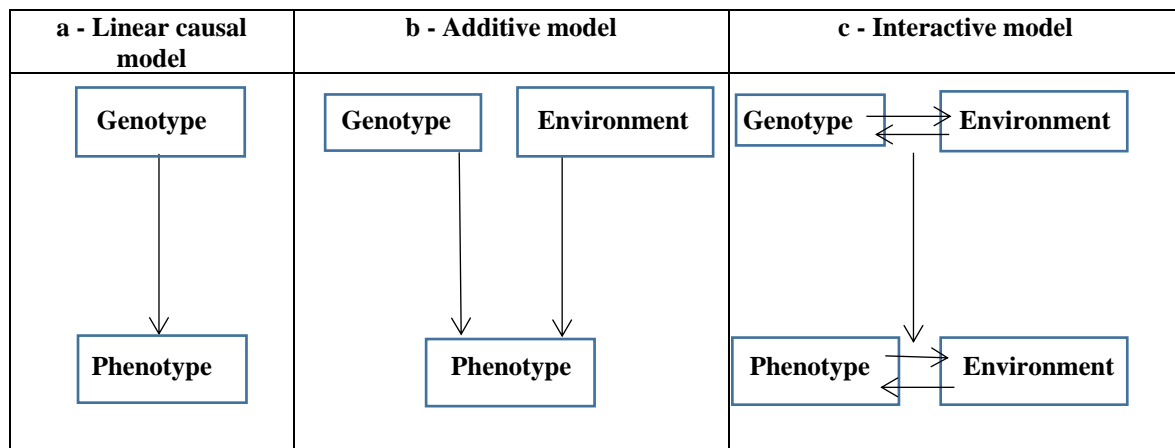 a - Linear causal
model
b - Additive model
c - Interactive model
Genotype
Phenotype
Genotype
Environment
Phenotype
Genotype
Environment
Phenotype
Environment